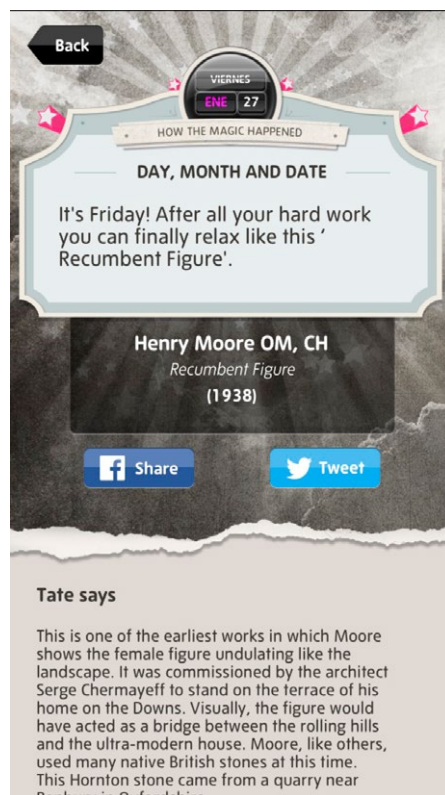 Back
VIERNES
ENE 27
HOW THE MAGIC HAPPENED
DAY, MONTH AND DATE
It's Friday! After all your hard work
you can finally relax like this ‘
Recumbent Figure'.
Henry Moore OM, CH
Recumbent Figure
(1938)
Share
Tweet
Tate says
This is one of the earliest works in which Moore
shows the female figure undulating like the
landscape. It was commissioned by the architect
Serge Chermayeff to stand on the terrace of his
home on the Downs. Visually, the figure would
have acted as a bridge between the rolling hills
and the ultra-modern house. Moore, like others,
used many native British stones at this time.
This Hornton stone came from a quarry near